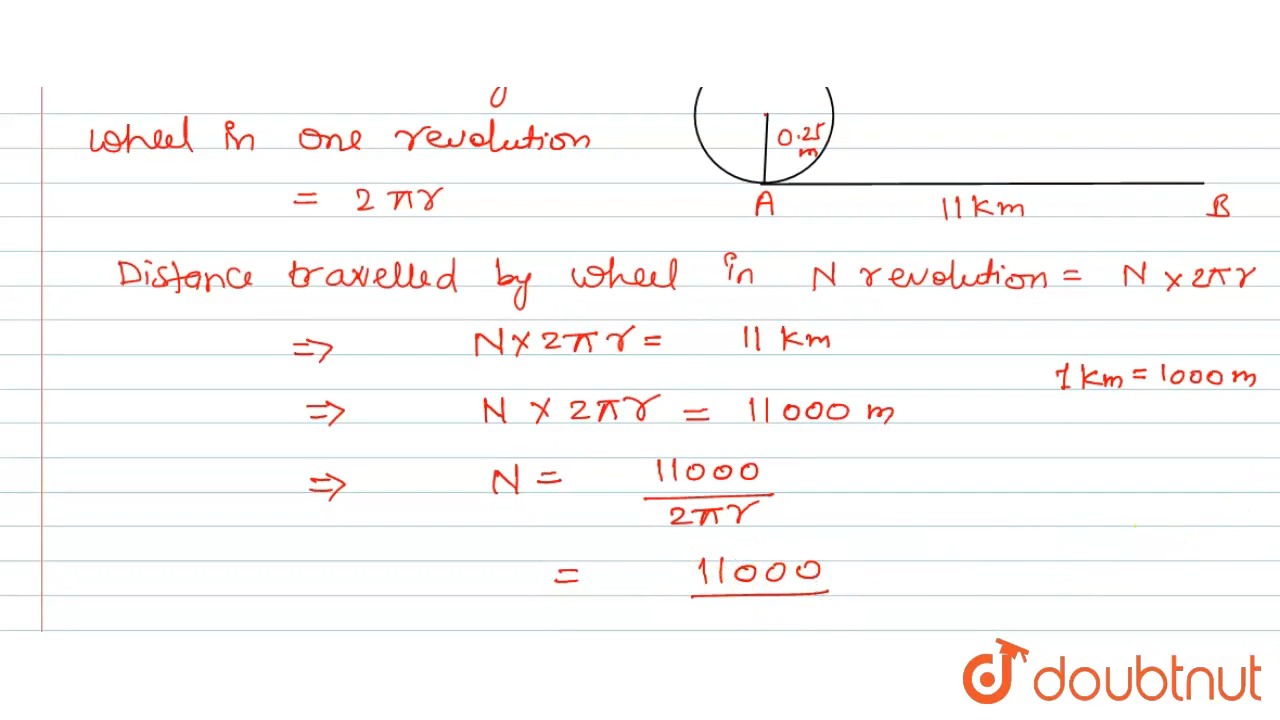 wheel in one revolution
= 2πr
0.25
m
A
11 Km
B
Distance travelled by wheel in N revolution = N × 2πr
⇒ N × 2πr = 11 Km
1 Km = 1000 m
⇒ N × 2πr = 11000 m
⇒ N = 11000
2πr
= 11000
doubtnut